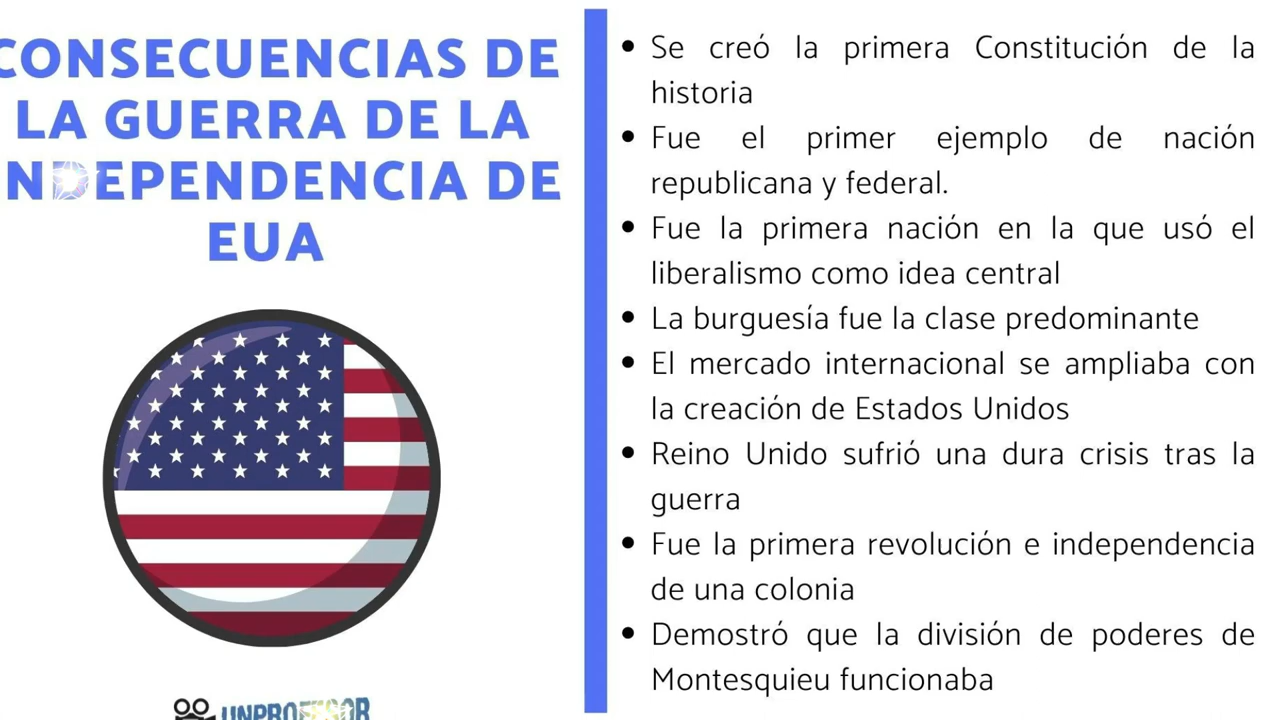 CONSECUENCIAS DE
LA GUERRA DE LA
INDEPENDENCIA DE
EUA
Se creó la primera Constitución de la
historia
Fue el primer ejemplo de nación
republicana y federal.
Fue la primera nación en la que usó el
liberalismo como idea central
La burguesía fue la clase predominante
El mercado internacional se ampliaba con
la creación de Estados Unidos
Reino Unido sufrió una dura crisis tras la
guerra
Fue la primera revolución e independencia
de una colonia
Demostró que la división de poderes de
Montesquieu funcionaba
UNPROFESOR